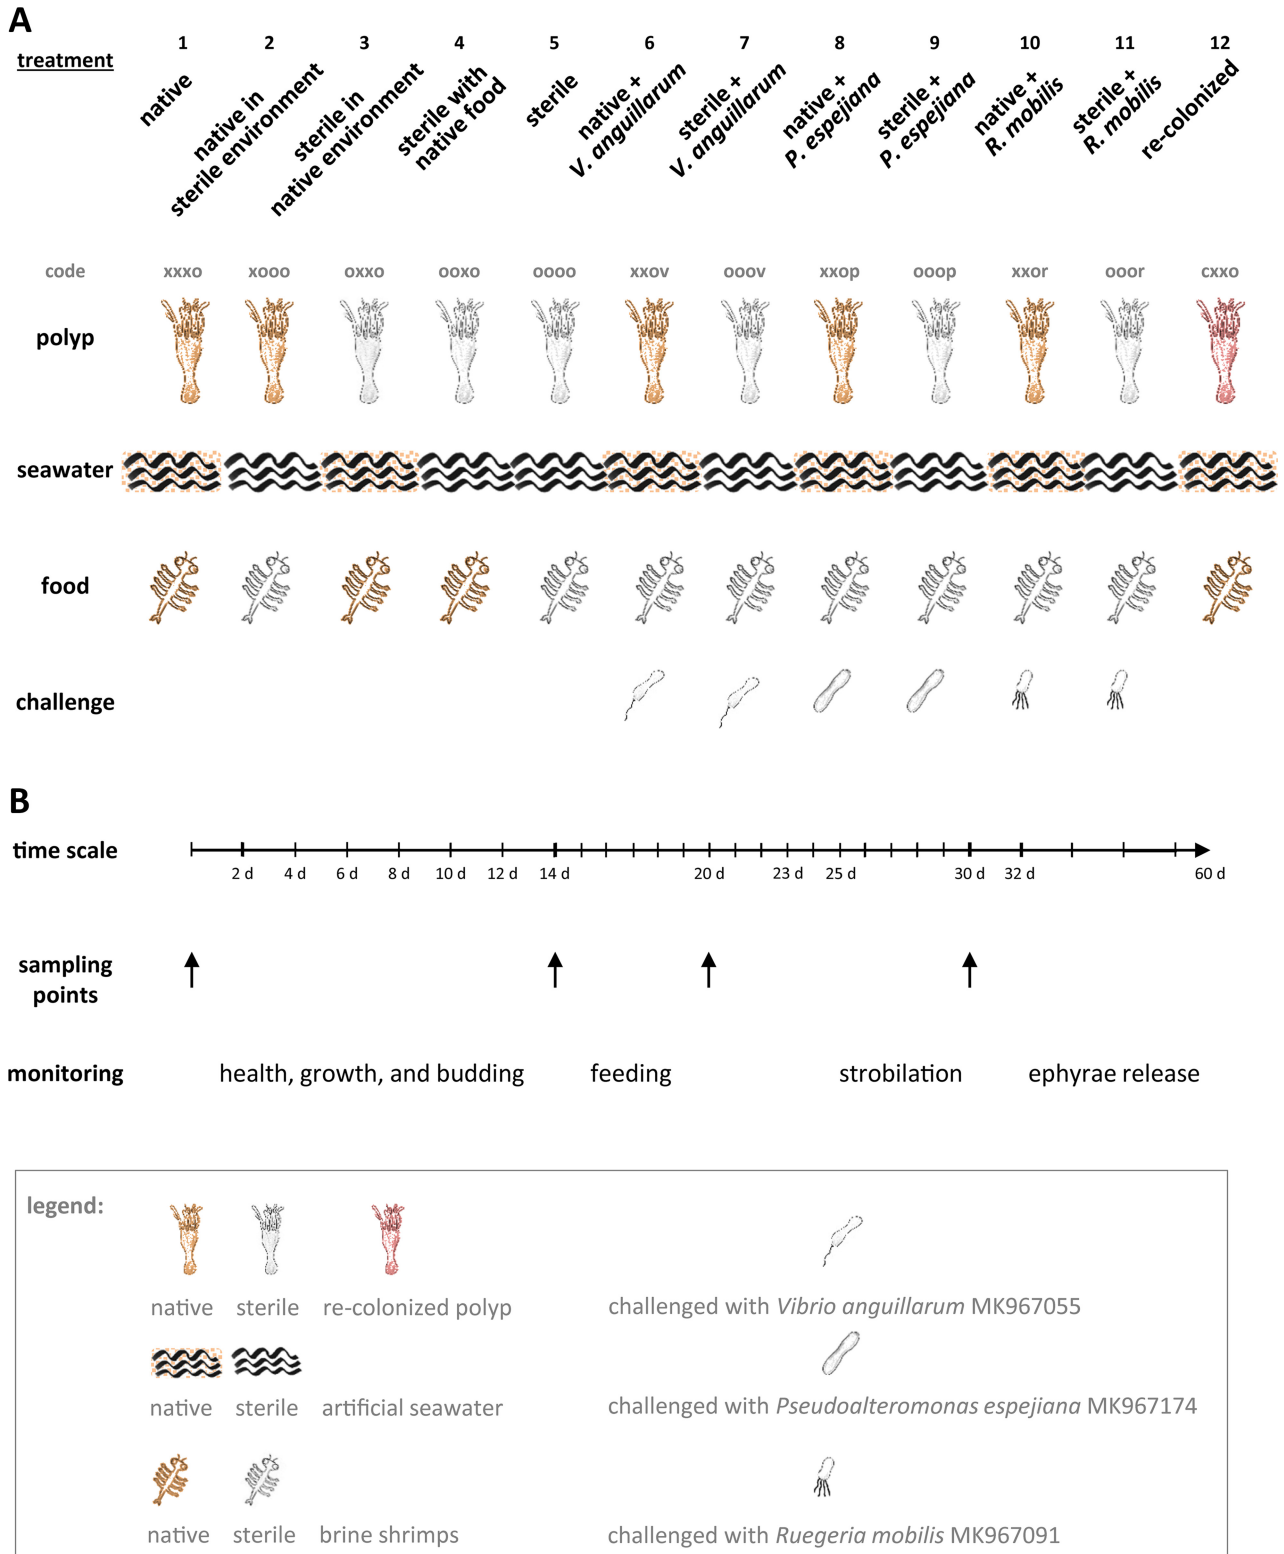 A
treatment
1 2 3 4 5 6 7 8 9 10 11 12
native
native in
sterile environment
sterile in
native environment
sterile with
native food
sterile
native +
V. anguillarum
sterile +
V. anguillarum
native +
P. espejiana
sterile +
P. espejiana
native +
R. mobilis
sterile +
R. mobilis
re-colonized
code xxxo xooo oxxo ooxo oooo xxov ooov xxop ooop xxor ooor cxxo
polyp
seawater
food
challenge
B
time scale
2 d 4 d 6 d 8 d 10 d 12 d 14 d 20 d 23 d 25 d 30 d 32 d 60 d
sampling
points
monitoring health, growth, and budding feeding strobilation ephyrae release
legend:
native sterile re-colonized polyp challenged with Vibrio anguillarum MK967055
native sterile artificial seawater challenged with Pseudoalteromonas espejiana MK967174
native sterile brine shrimps challenged with Ruegeria mobilis MK967091